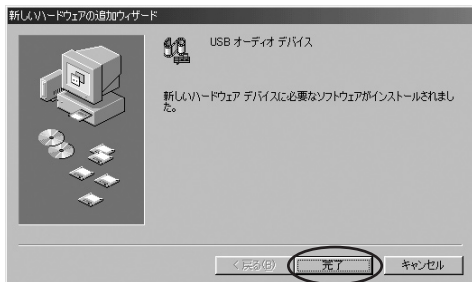 新しいハードウェアの追加ウィザード
USB オーディオ デバイス
新しいハードウェア デバイスに必要なソフトウェアがインストールされまし
た。
< 戻る(B)
完了
キャンセル